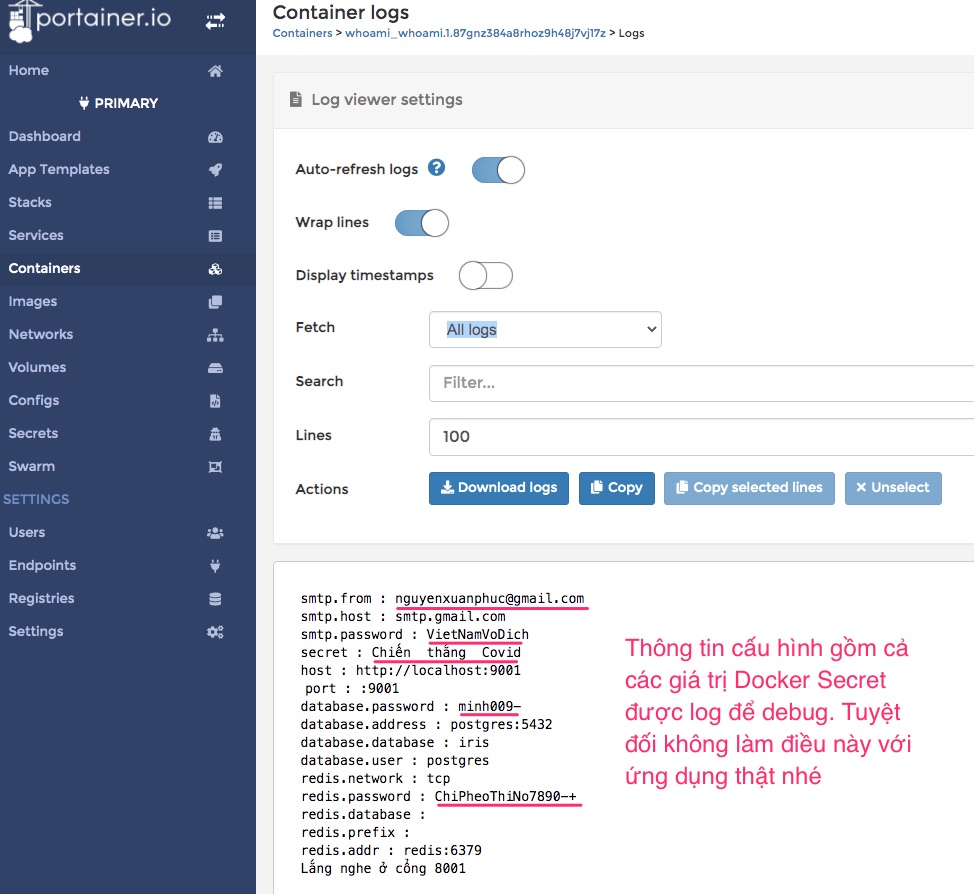 portainer.io
Container logs
Containers > whoami_whoami.1.87gnz384a8rhoz9h48j7vj17z > Logs
Home
PRIMARY
Dashboard
App Templates
Stacks
Services
Containers
Images
Networks
Volumes
Configs
Secrets
Swarm
SETTINGS
Users
Endpoints
Registries
Settings
Log viewer settings
Auto-refresh logs
Wrap lines
Display timestamps
Fetch All logs
Search Filter...
Lines 100
Actions Download logs Copy Copy selected lines Unselect
smtp.from : nguyenxuanphuc@gmail.com
smtp.host : smtp.gmail.com
smtp.password : VietNamVoDich
secret : Chiến thắng Covid
host : http://localhost:9001
port : :9001
database.password : minh009-
database.address : postgres:5432
database.database : iris
database.user : postgres
redis.network : tcp
redis.password : ChiPheoThiNo7890-+
redis.database :
redis.prefix :
redis.addr : redis:6379
Lắng nghe ở cổng 8001
Thông tin cấu hình gồm cả
các giá trị Docker Secret
được log để debug. Tuyệt
đối không làm điều này với
ứng dụng thật nhé